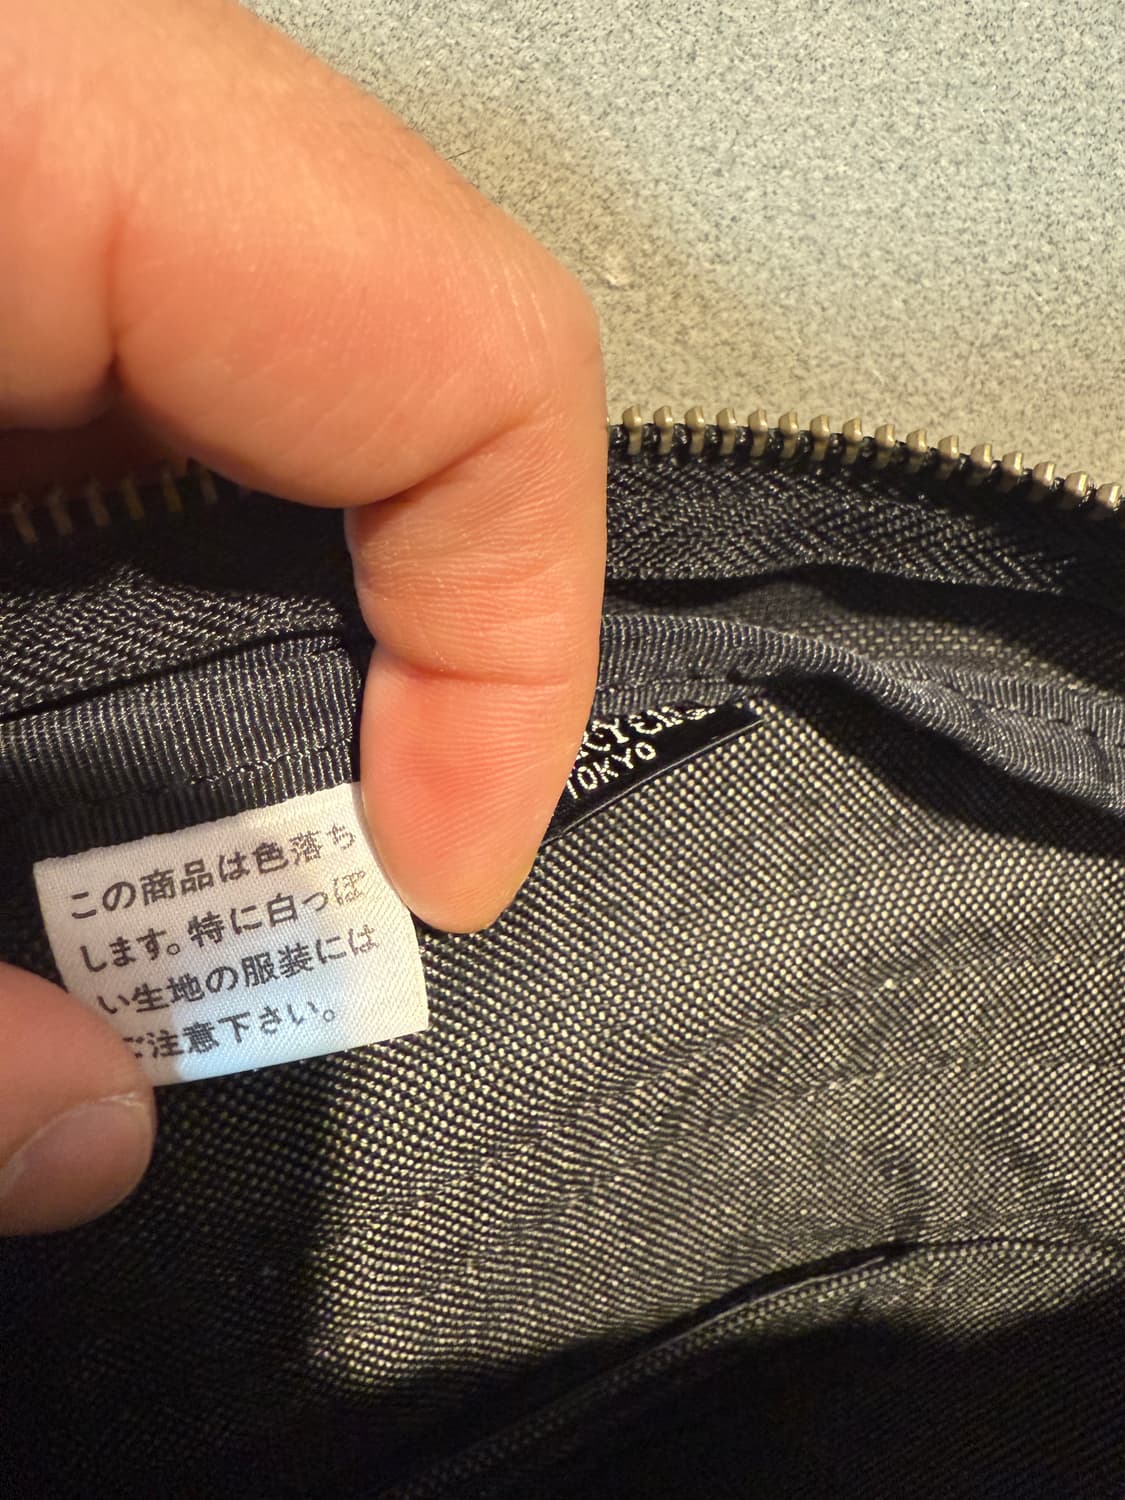 この商品は色落ち
します。特に白っぽ
い生地の服装には
ご注意下さい。
TOKYO